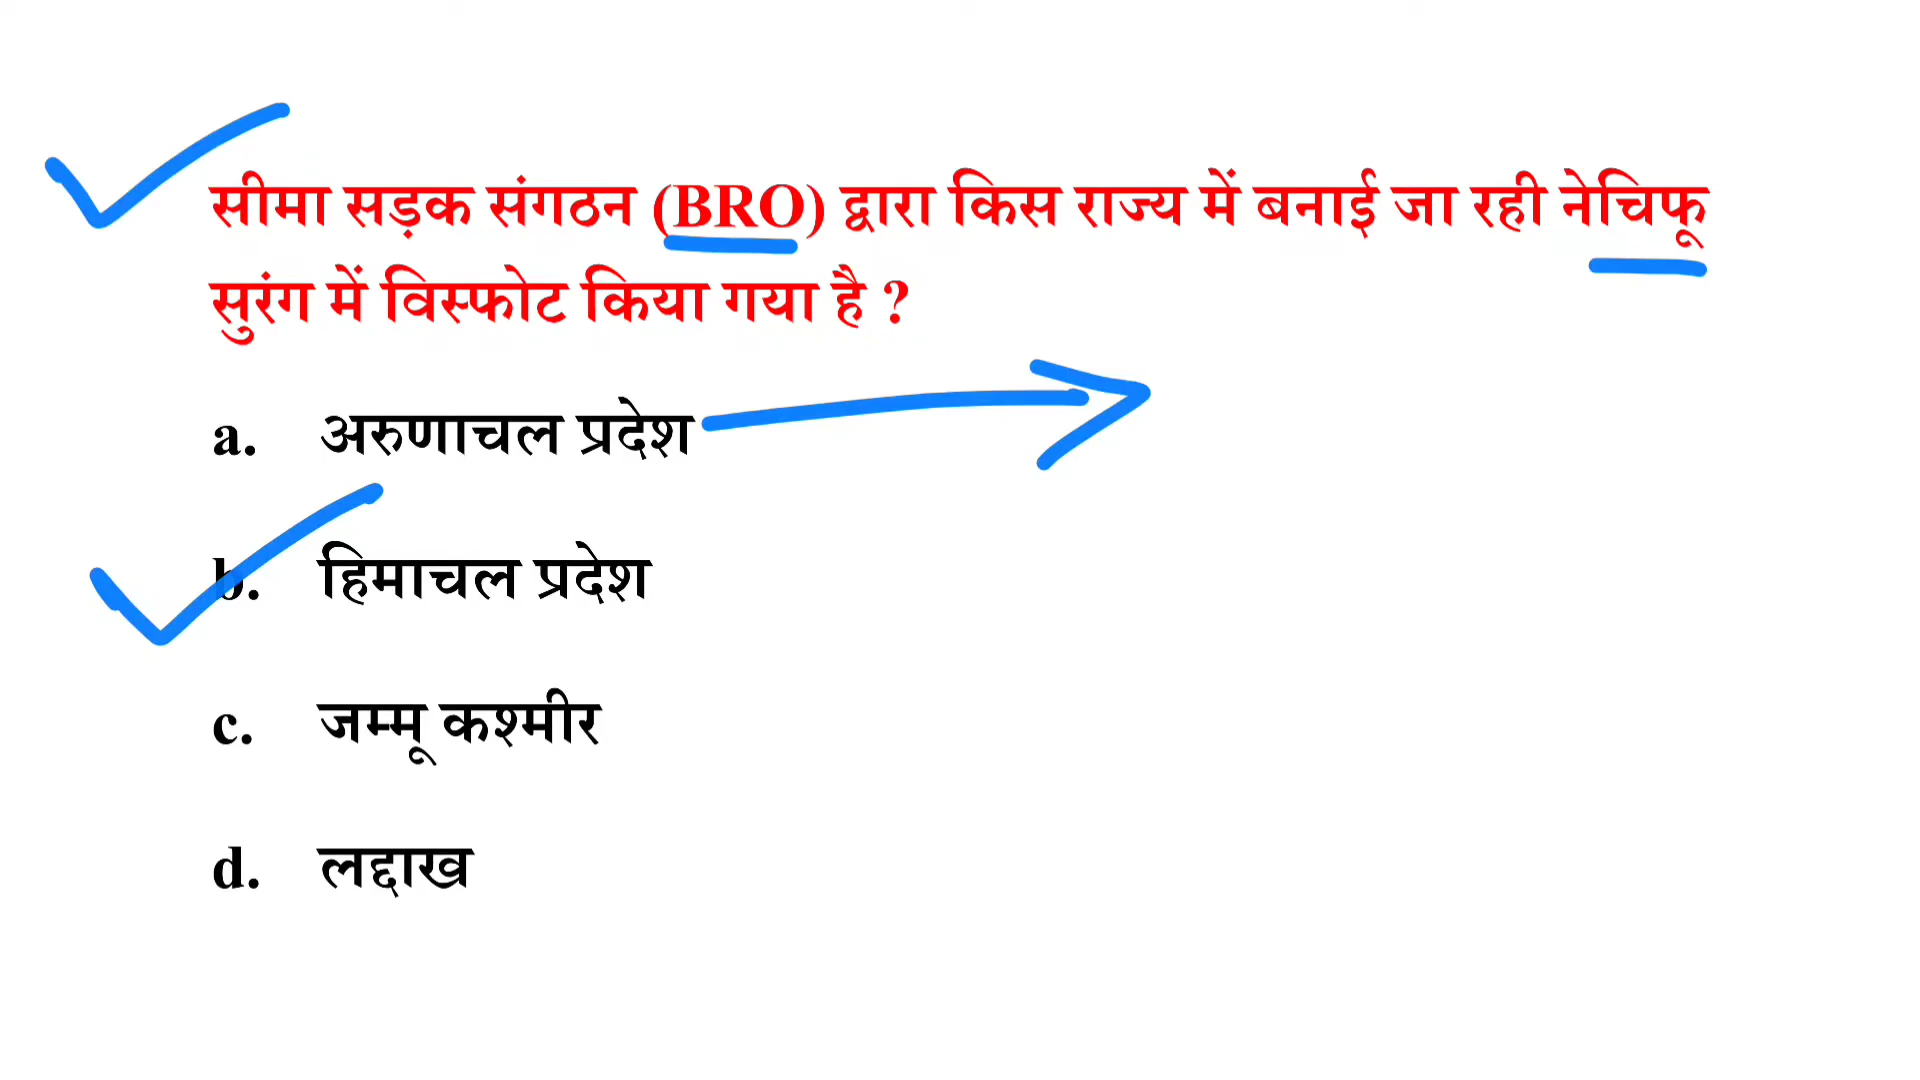 सीमा सड़क संगठन (BRO) द्वारा किस राज्य में बनाई जा रही नेचिफू
सुरंग में विस्फोट किया गया है ?
a. अरुणाचल प्रदेश
b. हिमाचल प्रदेश
c. जम्मू कश्मीर
d. लद्दाख